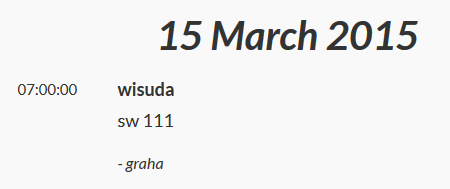 15 March 2015
07:00:00 wisuda
sw 111
- graha